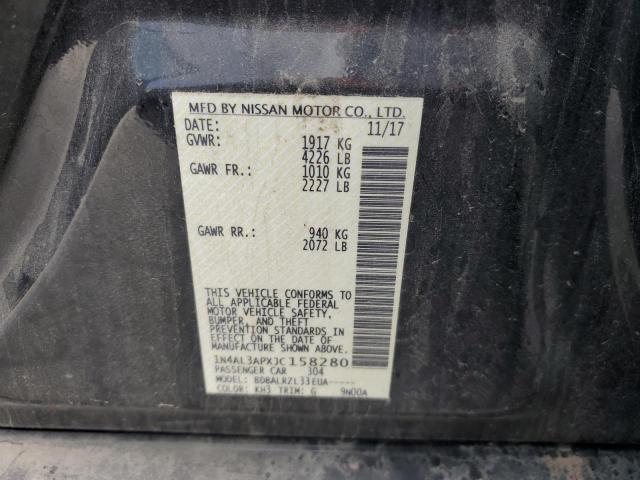 MFD BY NISSAN MOTOR CO., LTD.
DATE: 11/17
GVWR: 1917 KG
4226 LB
GAWR FR.: 1010 KG
2227 LB
GAWR RR.: 940 KG
2072 LB
THIS VEHICLE CONFORMS TO
ALL APPLICABLE FEDERAL
MOTOR VEHICLE SAFETY,
BUMPER, AND THEFT
PREVENTION STANDARDS IN
EFFECT ON THE DATE OF
MANUFACTURE SHOWN ABOVE.
1N4AL3APXJC158280
PASSENGER CAR 304
MODEL: BDBALRZL33EUA-----
COLOR: KH3 TRIM: G 9N00A